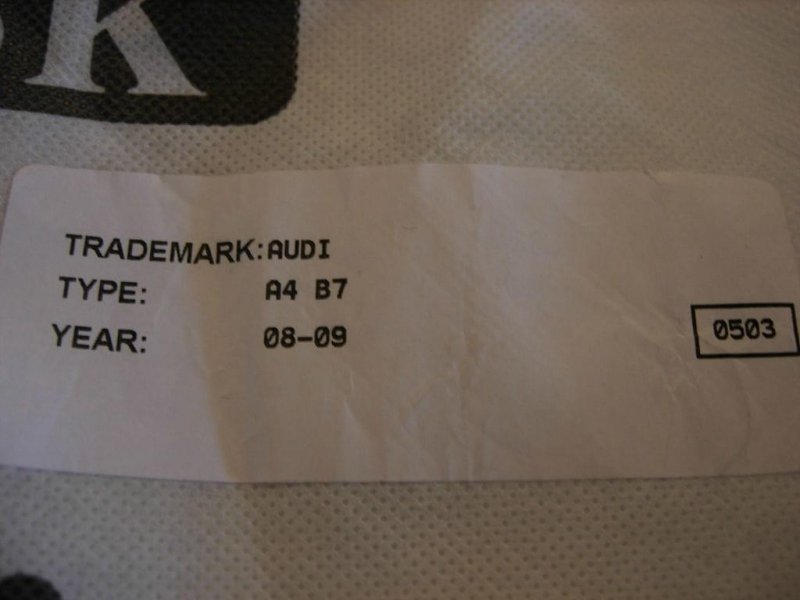 K
TRADEMARK: AUDI
TYPE: A4 B7
YEAR: 08-09
0503